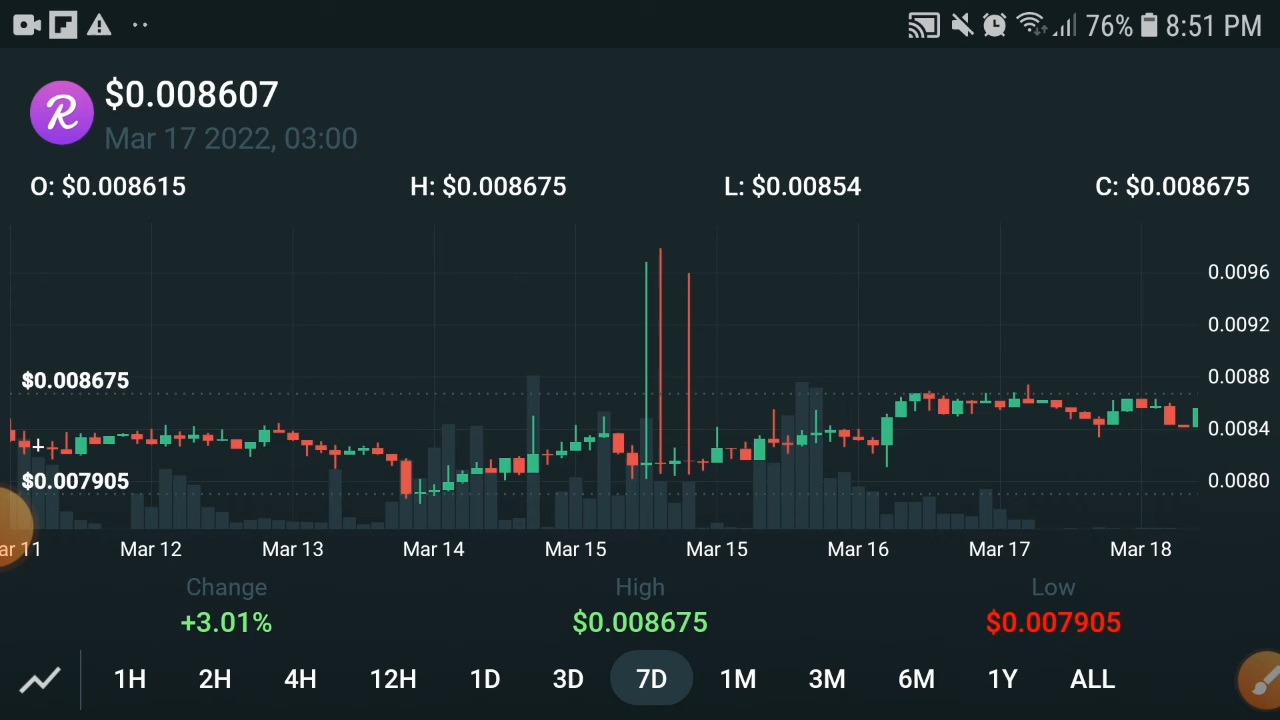 76% 8:51 PM
R
$0.008607
Mar 17 2022, 03:00
O: $0.008615 H: $0.008675 L: $0.00854 C: $0.008675
0.0096
0.0092
$0.008675 0.0088
0.0084
$0.007905 0.0080
ar 11 Mar 12 Mar 13 Mar 14 Mar 15 Mar 15 Mar 16 Mar 17 Mar 18
Change High Low
+3.01% $0.008675 $0.007905
1H 2H 4H 12H 1D 3D 7D 1M 3M 6M 1Y ALL